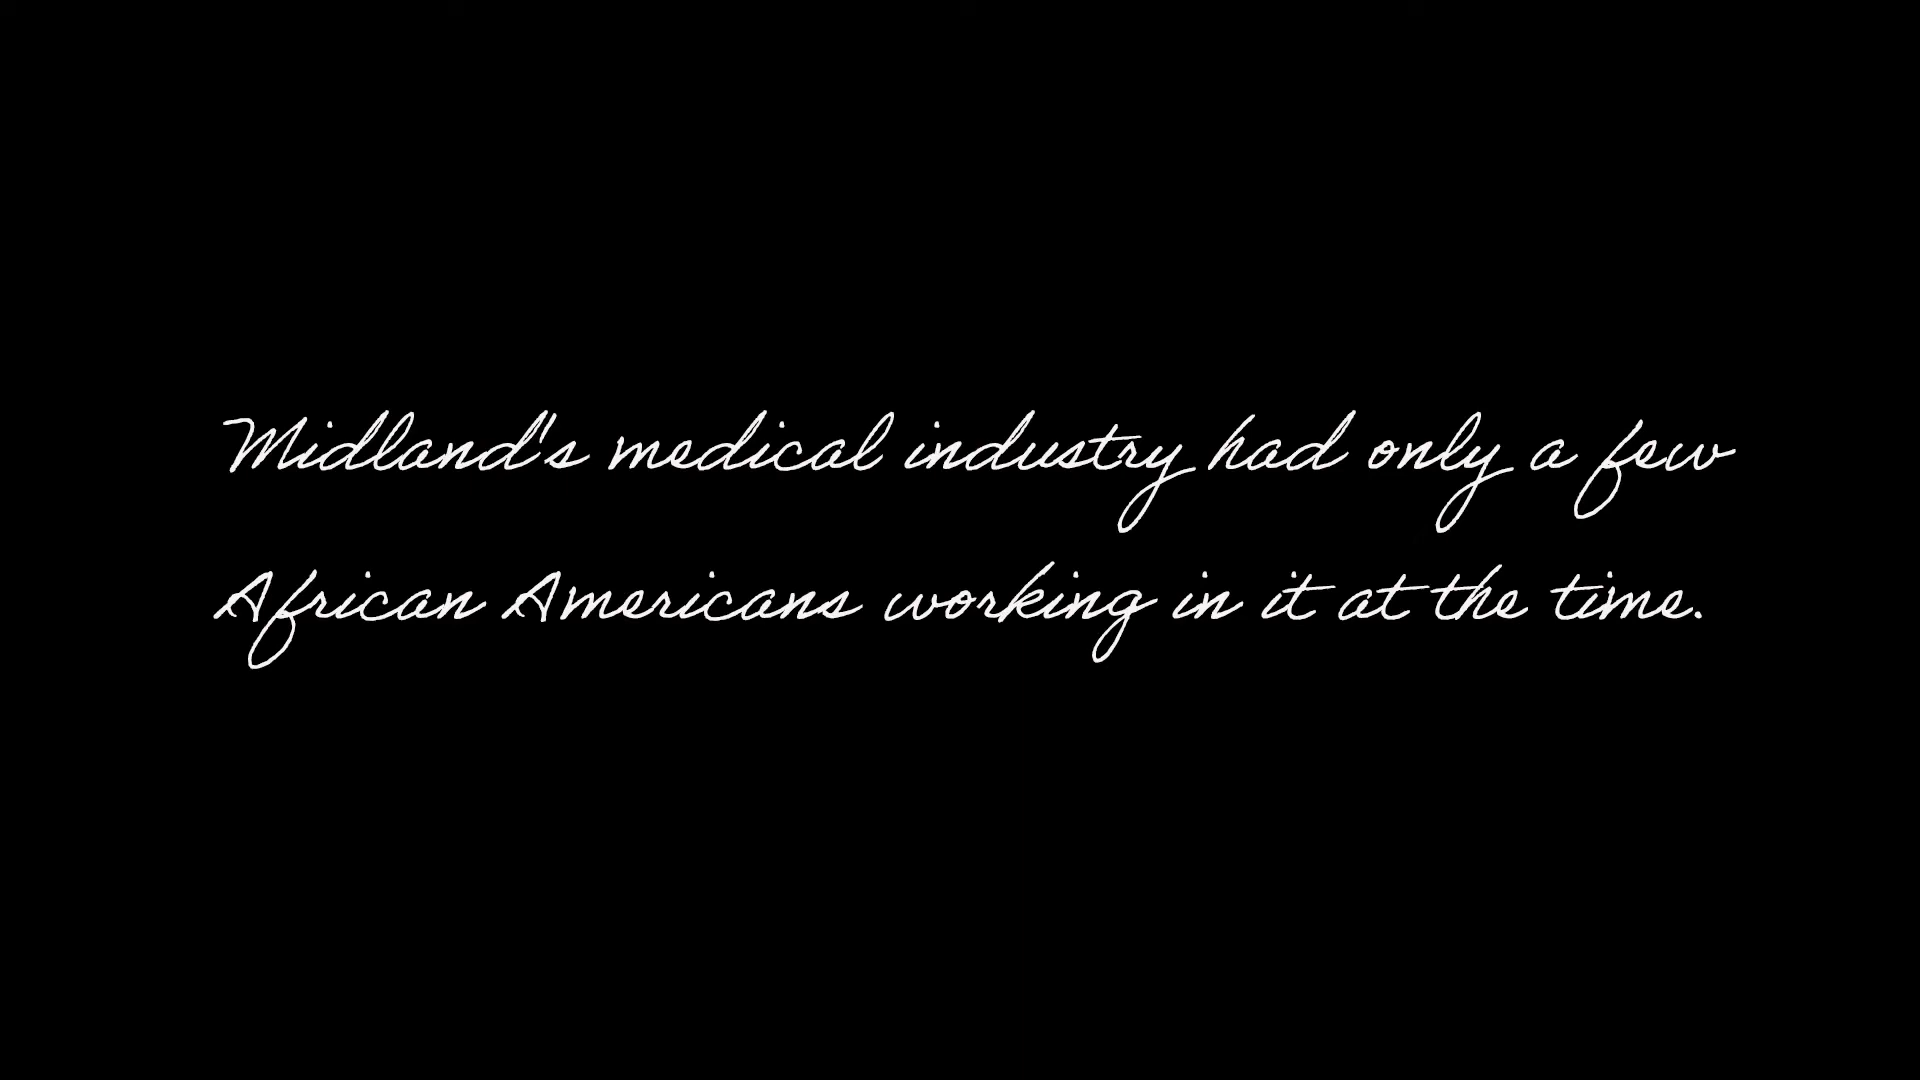 Midland's medical industry had only a few
African Americans working in it at the time.